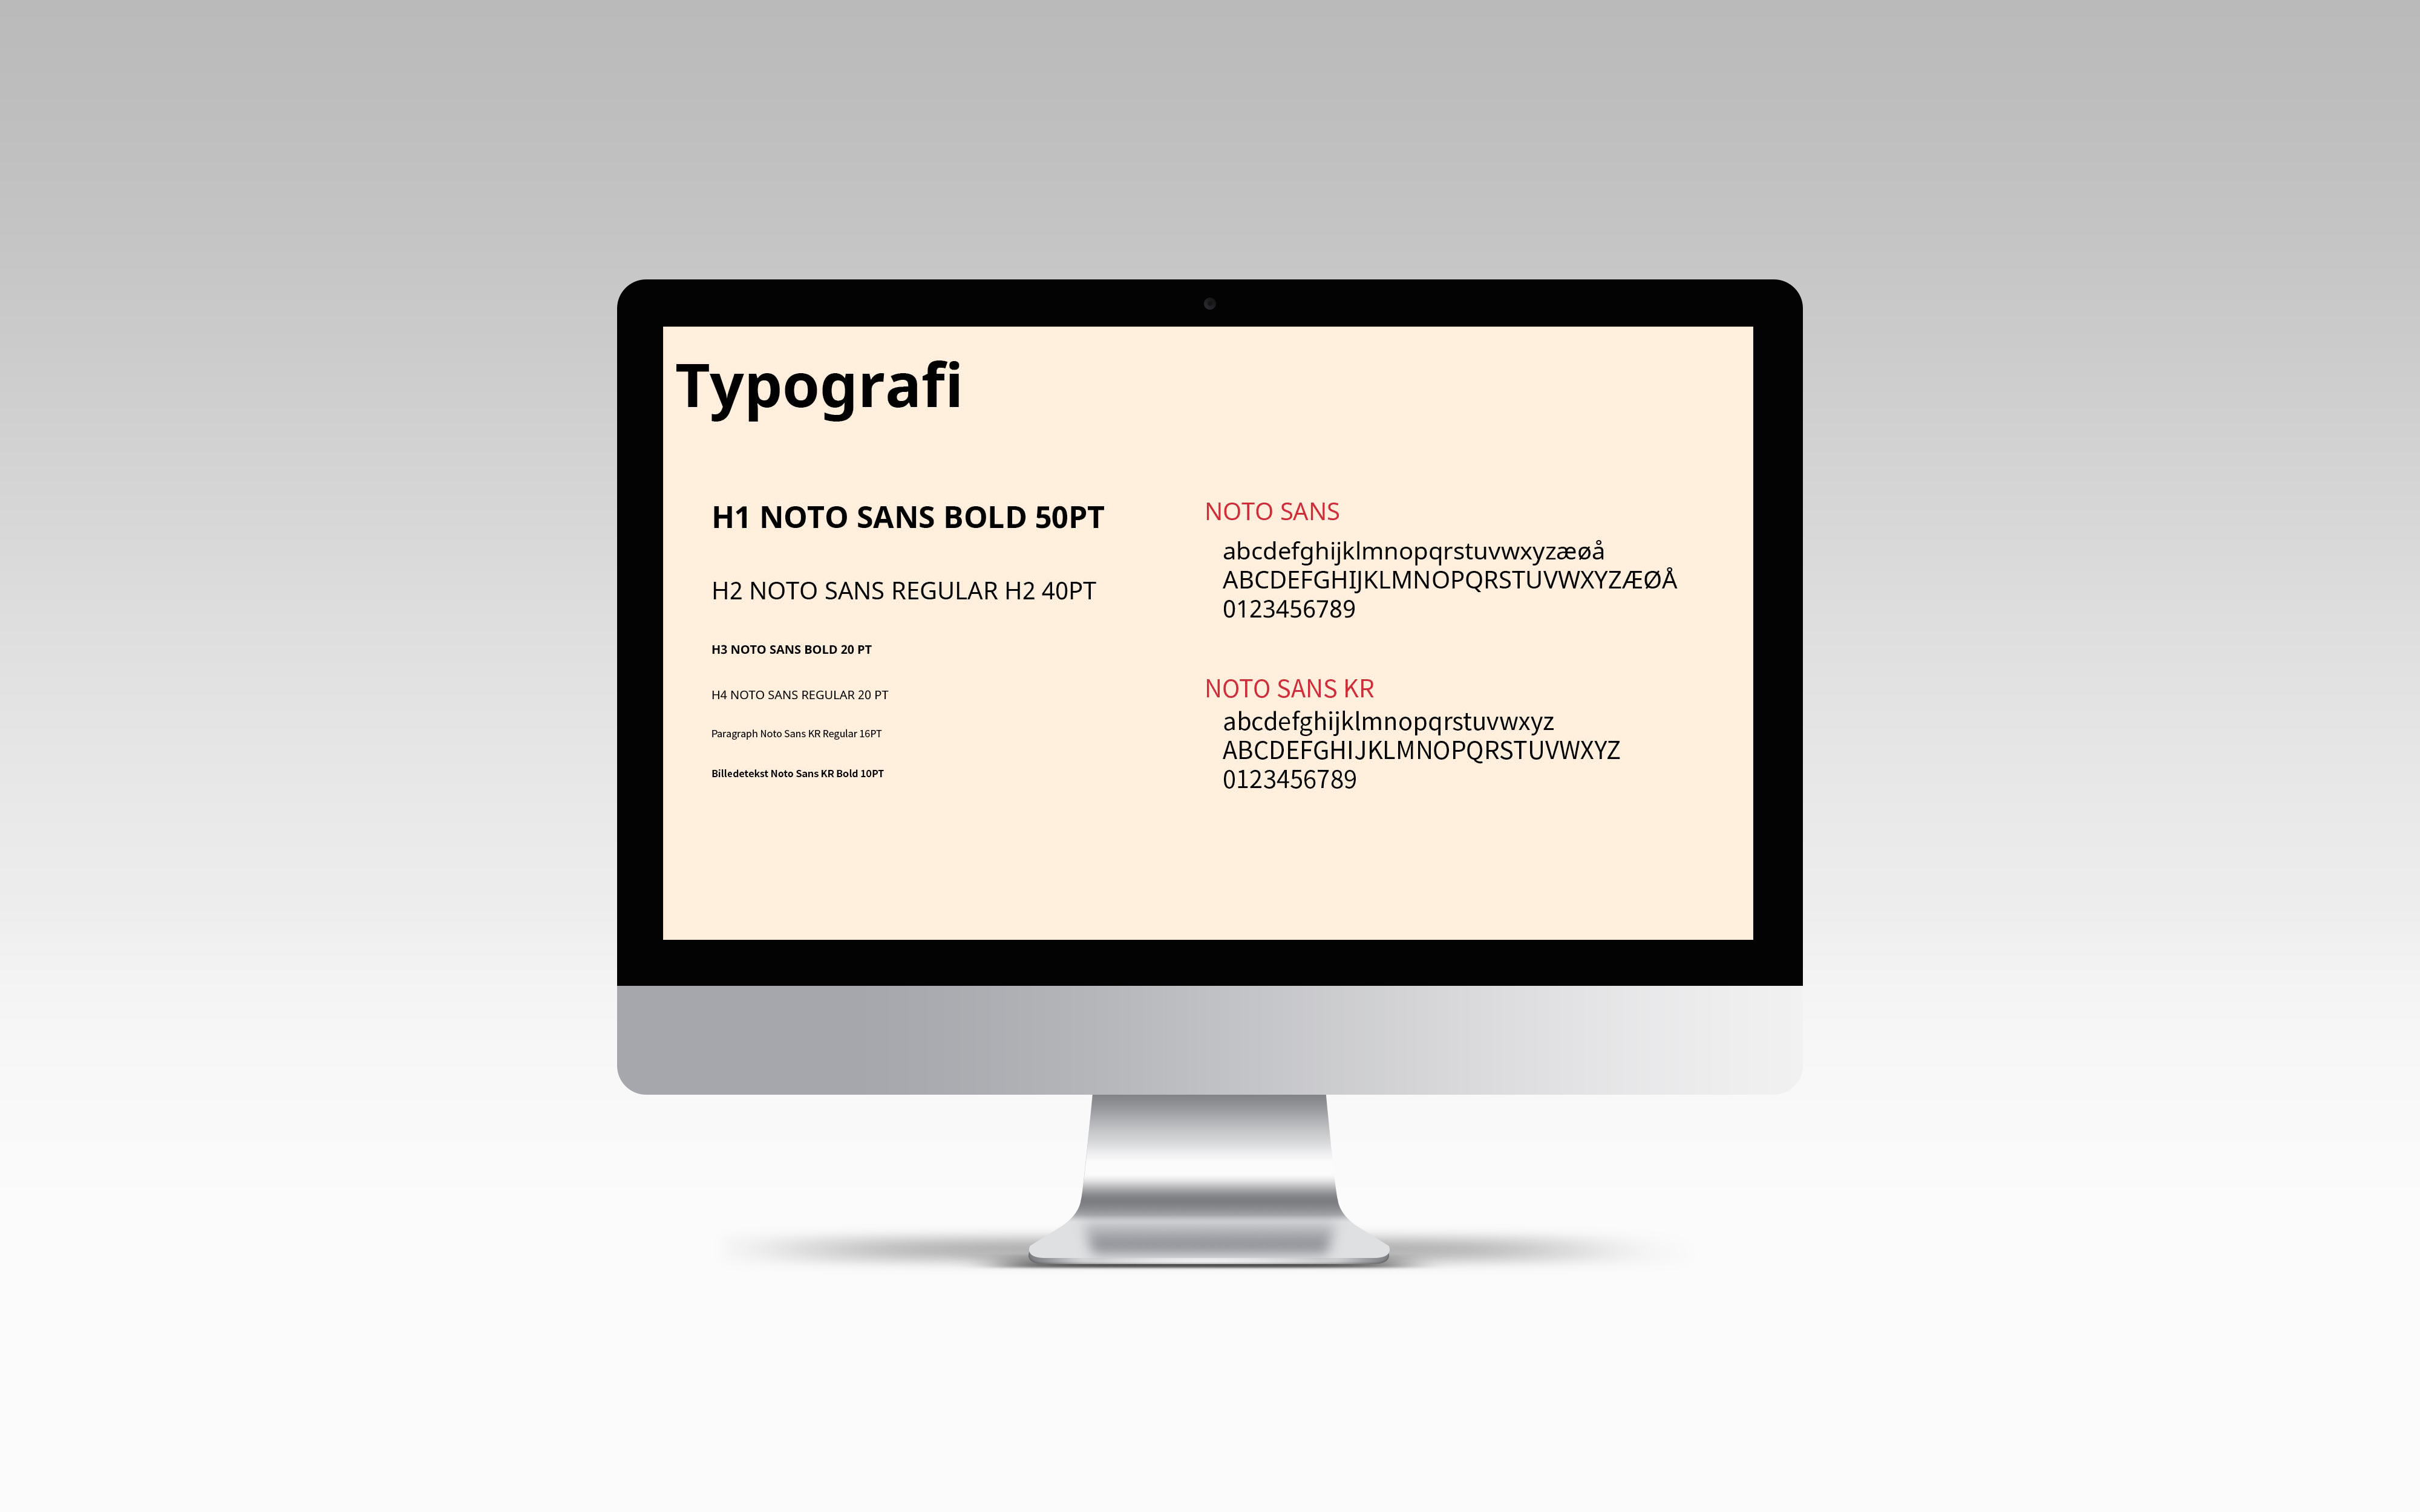 Typografi
H1 NOTO SANS BOLD 50PT
H2 NOTO SANS REGULAR H2 40PT
H3 NOTO SANS BOLD 20 PT
H4 NOTO SANS REGULAR 20 PT
Paragraph Noto Sans KR Regular 16PT
Billedetekst Noto Sans KR Bold 10PT
NOTO SANS
abcdefghijklmnopqrstuvwxyzæøå
ABCDEFGHIJKLMNOPQRSTUVWXYZÆØÅ
0123456789
NOTO SANS KR
abcdefghijklmnopqrstuvwxyz
ABCDEFGHIJKLMNOPQRSTUVWXYZ
0123456789